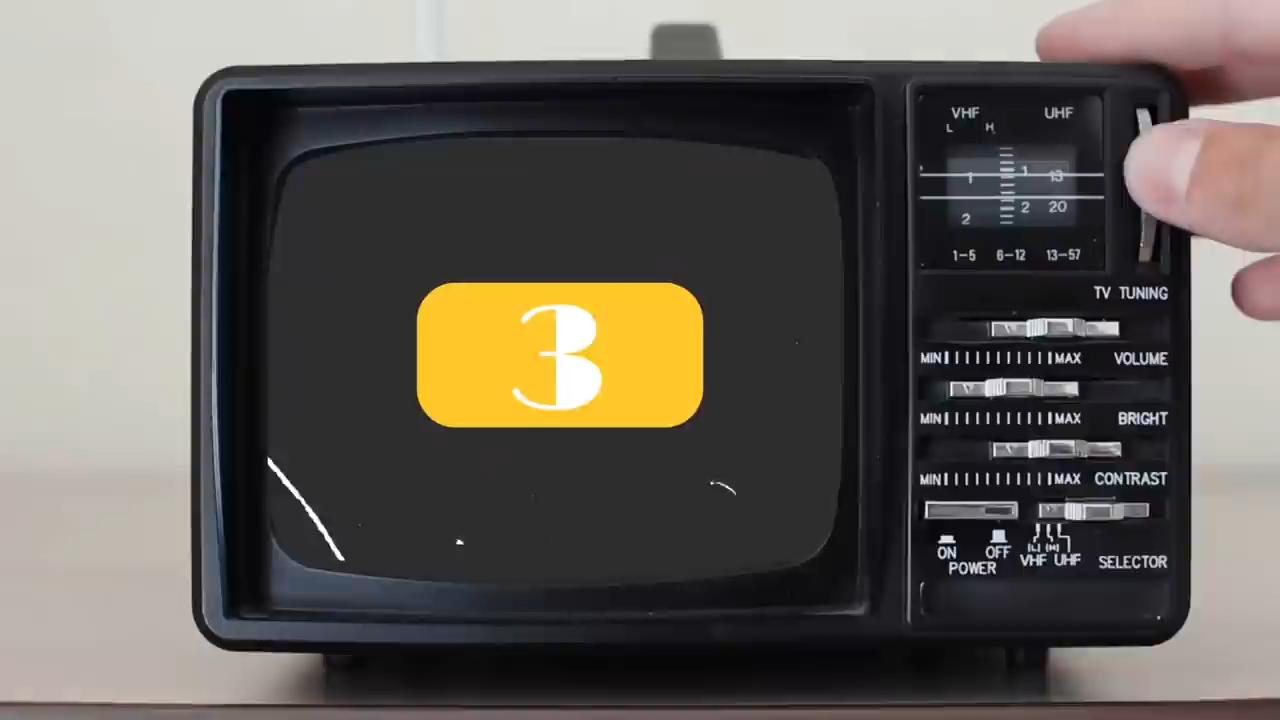 3
VHF UHF
L H
1 1 13
2 2 20
1-5 6-12 13-57
TV TUNING
MIN MAX VOLUME
MIN MAX BRIGHT
MIN MAX CONTRAST
ON OFF
POWER
(L) (H)
VHF UHF
SELECTOR